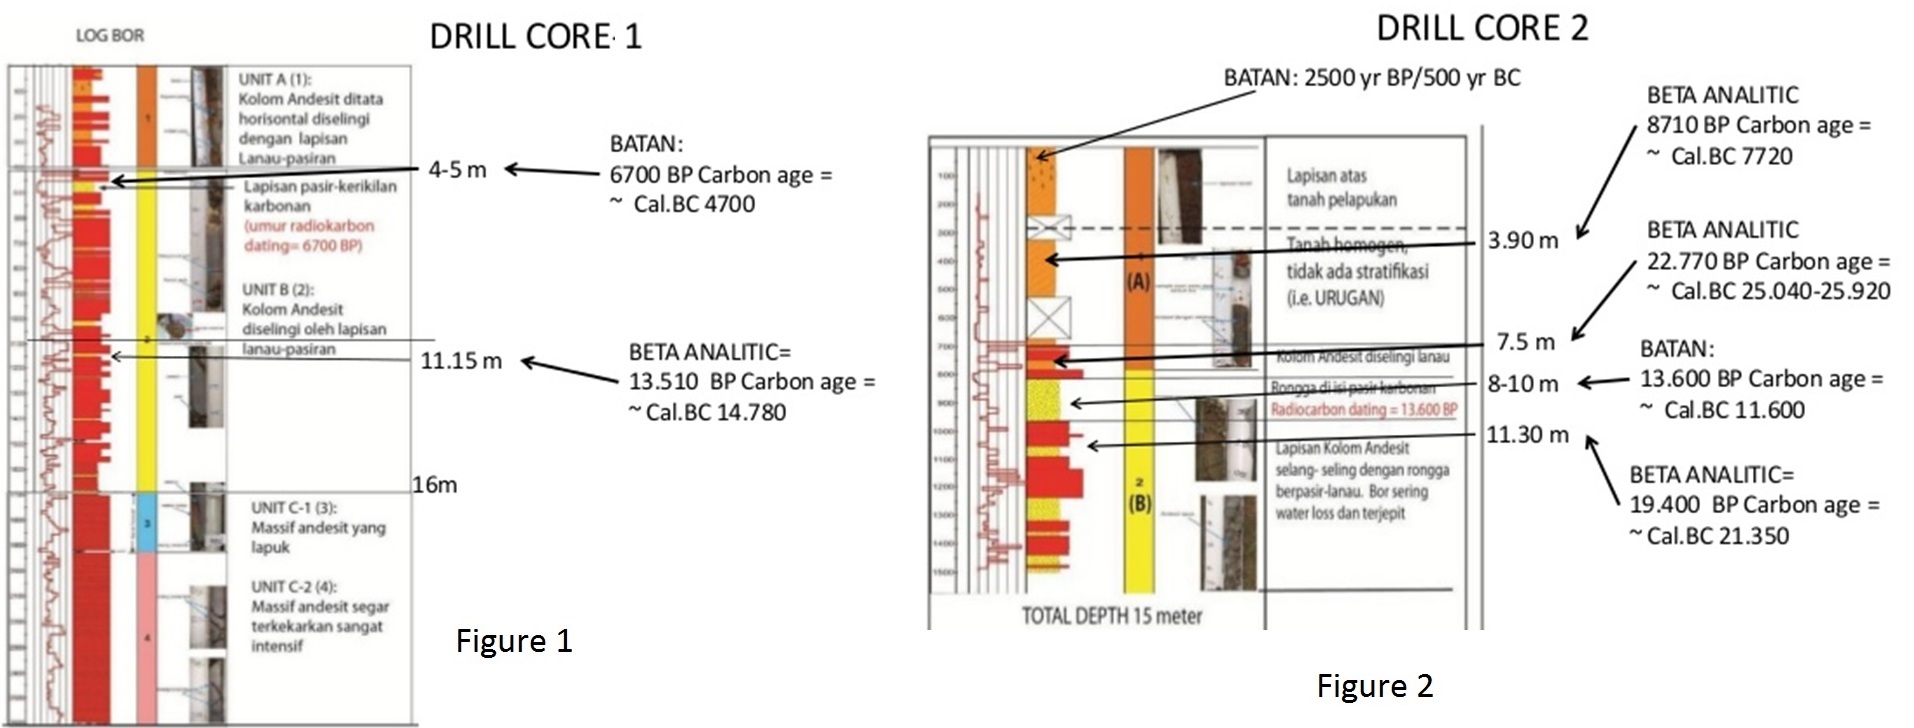 LOG BOR
DRILL CORE 1
UNIT A (1):
Kolom Andesit ditata
horisontal diselingi
dengan lapisan
Lanau-pasiran
Lapisan pasir-kerikilan
karbonan
(umur radiokarbon
dating= 6700 BP)
UNIT B (2):
Kolom Andesit
diselingi oleh lapisan
lanau-pasiran
UNIT C-1 (3):
Massif andesit yang
lapuk
UNIT C-2 (4):
Massif andesit segar
terkekarkan sangat
intensif
1
2
3
4
4-5 m
11.15 m
16m
BATAN:
6700 BP Carbon age =
~ Cal.BC 4700
BETA ANALITIC=
13.510 BP Carbon age =
~ Cal.BC 14.780
Figure 1
DRILL CORE 2
BATAN: 2500 yr BP/500 yr BC
100
200
300
400
500
600
700
800
900
1000
1100
1200
1300
1400
1500
(A)
2
(B)
Lapisan atas
tanah pelapukan
Tanah homogen,
tidak ada stratifikasi
(i.e. URUGAN)
Kolom Andesit diselingi lanau
Rongga di isi pasir karbonan
Radiocarbon dating = 13.600 BP
Lapisan Kolom Andesit
selang- seling dengan rongga
berpasir-lanau. Bor sering
water loss dan terjepit
TOTAL DEPTH 15 meter
3.90 m
7.5 m
8-10 m
11.30 m
BETA ANALITIC
8710 BP Carbon age =
~ Cal.BC 7720
BETA ANALITIC
22.770 BP Carbon age =
~ Cal.BC 25.040-25.920
BATAN:
13.600 BP Carbon age =
~ Cal.BC 11.600
BETA ANALITIC=
19.400 BP Carbon age =
~ Cal.BC 21.350
Figure 2